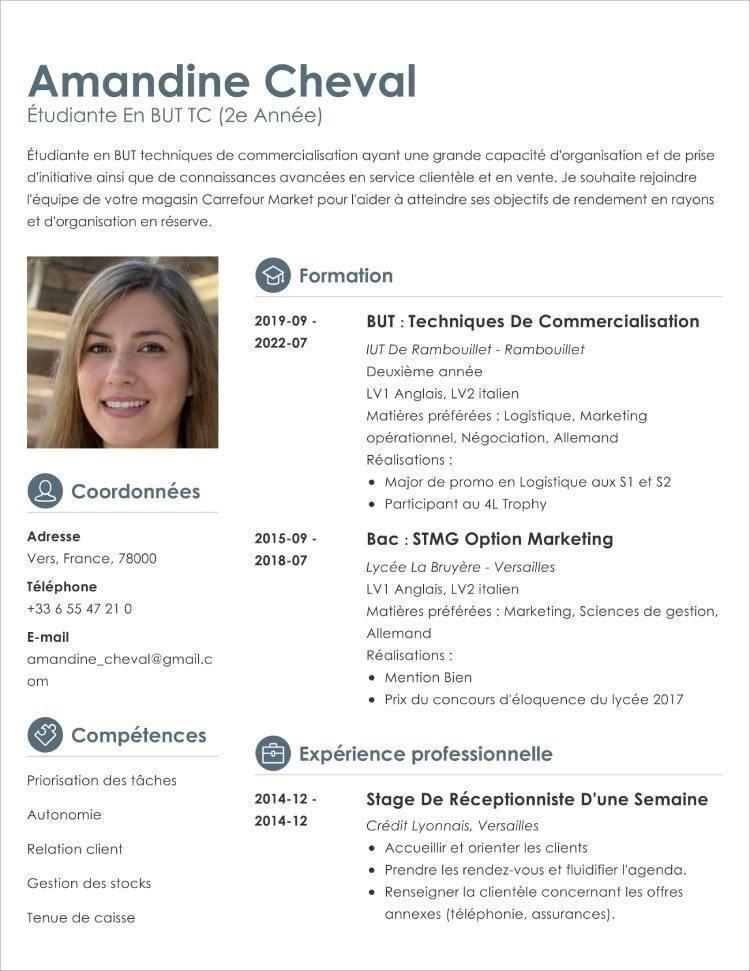 Amandine Cheval
Étudiante En BUT TC (2e Année)
Étudiante en BUT techniques de commercialisation ayant une grande capacité d'organisation et de prise
d'initiative ainsi que de connaissances avancées en service clientèle et en vente. Je souhaite rejoindre
l'équipe de votre magasin Carrefour Market pour l'aider à atteindre ses objectifs de rendement en rayons
et d'organisation en réserve.
Coordonnées
Adresse
Vers, France, 78000
Téléphone
+33 6 55 47 21 0
E-mail
amandine_cheval@gmail.c
om
Compétences
Priorisation des tâches
Autonomie
Relation client
Gestion des stocks
Tenue de caisse
Formation
2019-09 -
2022-07
BUT : Techniques De Commercialisation
IUT De Rambouillet - Rambouillet
Deuxième année
LV1 Anglais, LV2 italien
Matières préférées : Logistique, Marketing
opérationnel, Négociation, Allemand
Réalisations :
• Major de promo en Logistique aux S1 et S2
• Participant au 4L Trophy
2015-09 -
2018-07
Bac : STMG Option Marketing
Lycée La Bruyère - Versailles
LV1 Anglais, LV2 italien
Matières préférées : Marketing, Sciences de gestion,
Allemand
Réalisations :
• Mention Bien
• Prix du concours d'éloquence du lycée 2017
Expérience professionnelle
2014-12 -
2014-12
Stage De Réceptionniste D'une Semaine
Crédit Lyonnais, Versailles
• Accueillir et orienter les clients
• Prendre les rendez-vous et fluidifier l'agenda.
• Renseigner la clientèle concernant les offres
annexes (téléphonie, assurances).